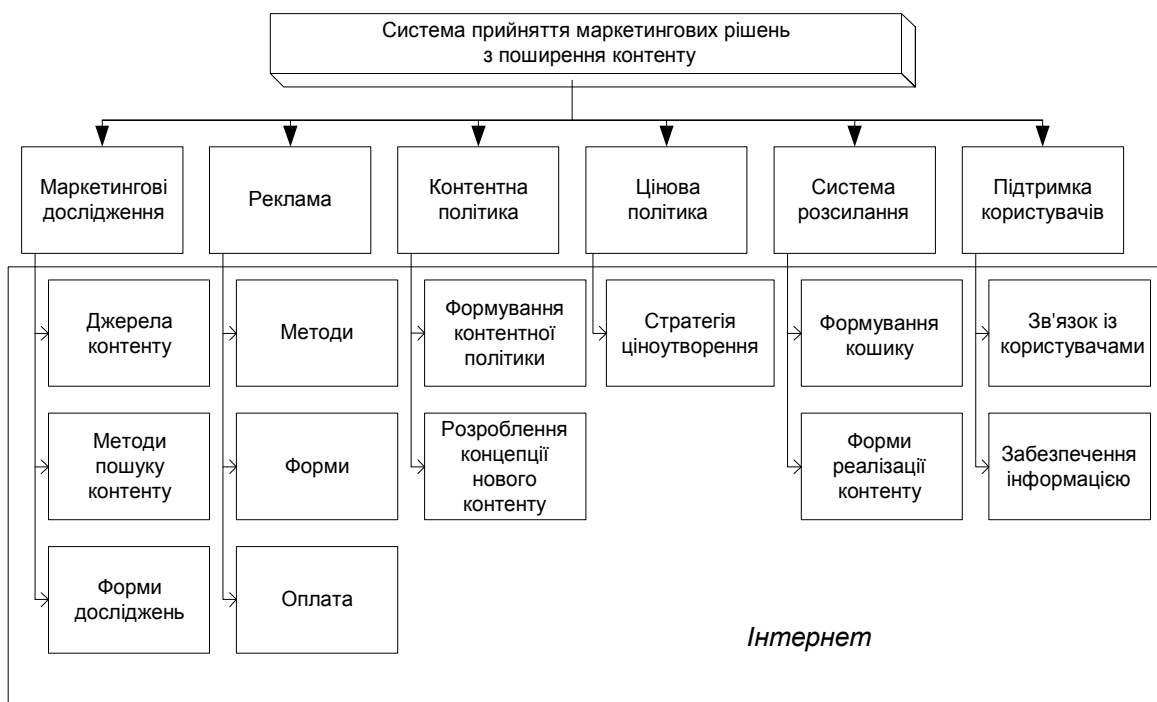 Система прийняття маркетингових рішень
з поширення контенту
Маркетингові
дослідження
Реклама
Контентна
політика
Цінова
політика
Система
розсилання
Підтримка
користувачів
Джерела
контенту
Методи
Формування
контентної
політики
Стратегія
ціноутворення
Формування
кошику
Зв'язок із
користувачами
Методи
пошуку
контенту
Форми
Розроблення
концепції
нового
контенту
Форми
реалізації
контенту
Забезпечення
інформацією
Форми
досліджень
Оплата
Інтернет